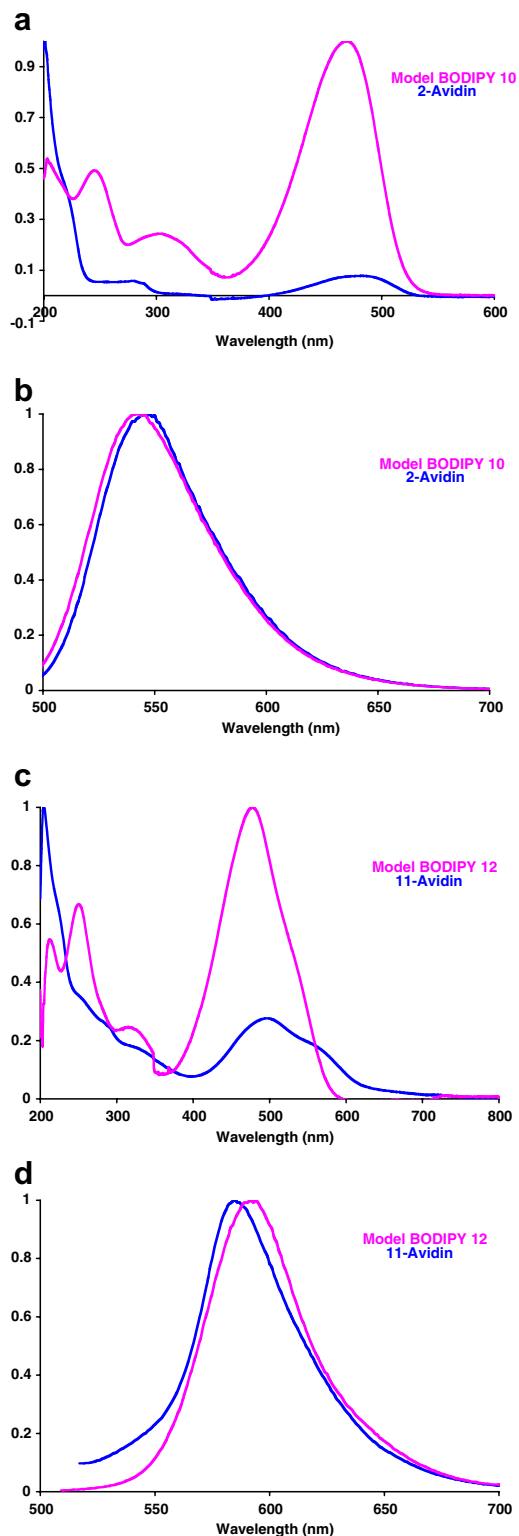 a
0.9
0.7
0.5
0.3
0.1
-0.1
Model BODIPY 10
2-Avidin
200 300 400 500 600
Wavelength (nm)
b
1
0.8
0.6
0.4
0.2
0
Model BODIPY 10
2-Avidin
500 550 600 650 700
Wavelength (nm)
c
1
0.8
0.6
0.4
0.2
0
Model BODIPY 12
11-Avidin
200 300 400 500 600 700 800
Wavelength (nm)
d
1
0.8
0.6
0.4
0.2
0
Model BODIPY 12
11-Avidin
500 550 600 650 700
Wavelength (nm)